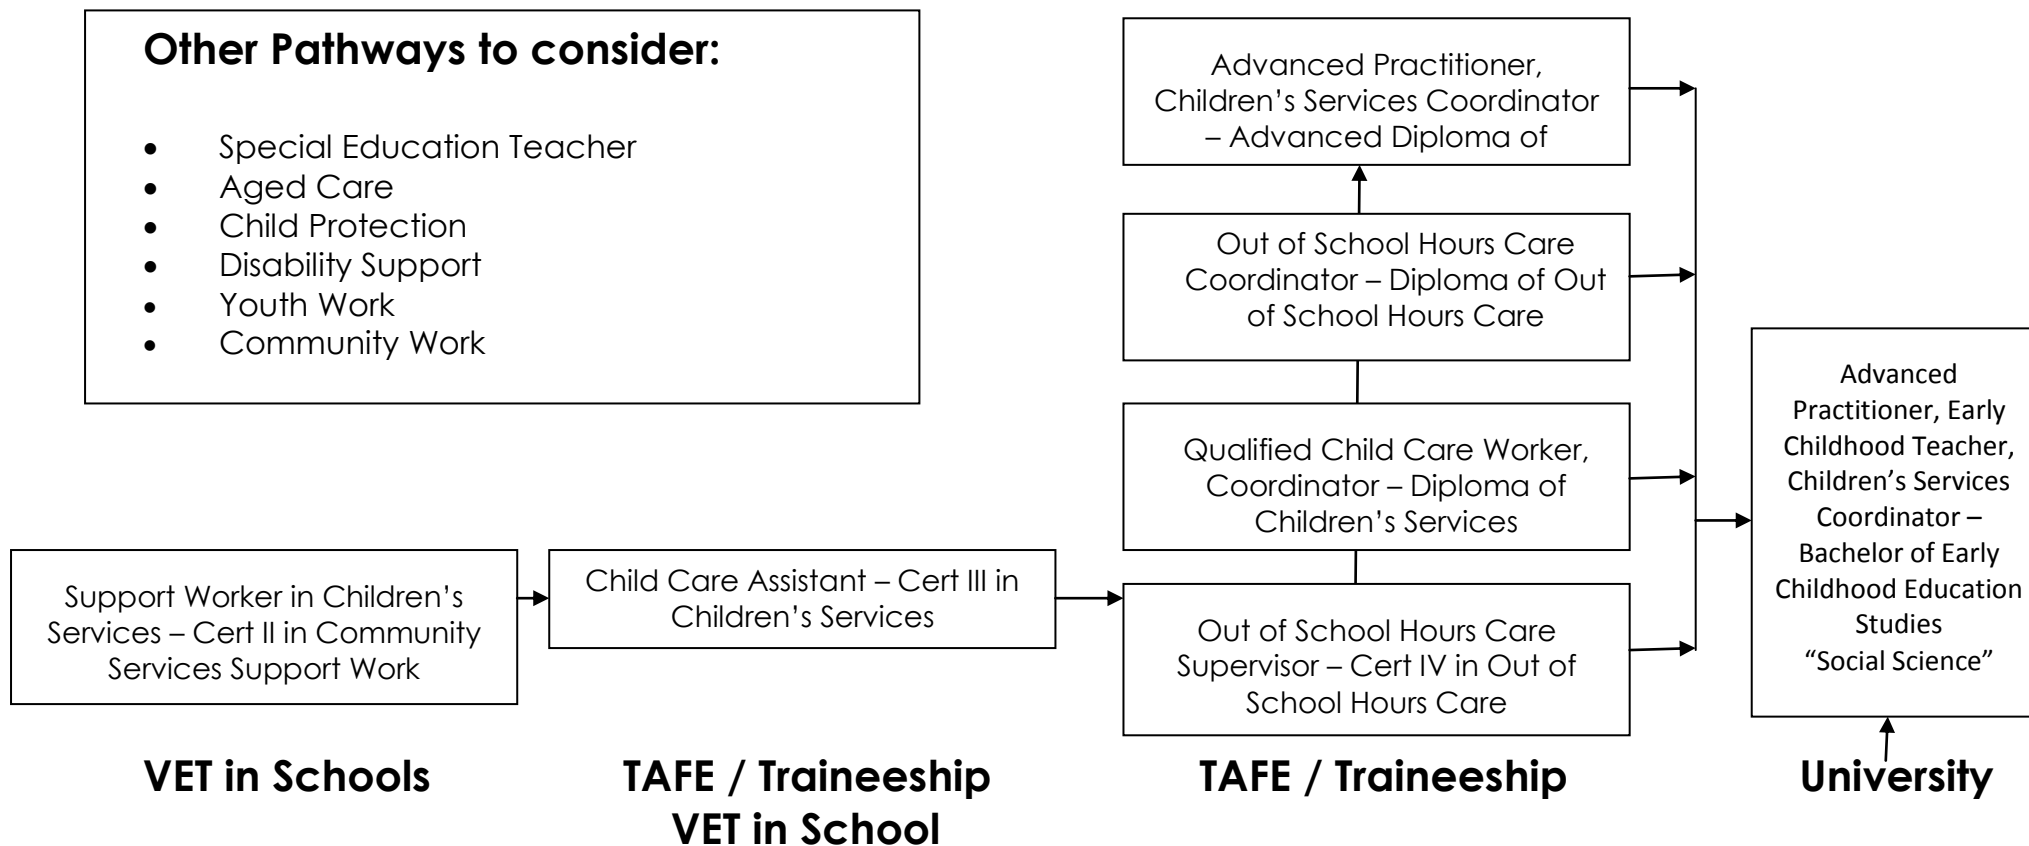 Other Pathways to consider:
• Special Education Teacher
• Aged Care
• Child Protection
• Disability Support
• Youth Work
• Community Work
Advanced Practitioner,
Children’s Services Coordinator
– Advanced Diploma of
Out of School Hours Care
Coordinator – Diploma of Out
of School Hours Care
Qualified Child Care Worker,
Coordinator – Diploma of
Children’s Services
Support Worker in Children’s
Services – Cert II in Community
Services Support Work
Child Care Assistant – Cert III in
Children’s Services
Out of School Hours Care
Supervisor – Cert IV in Out of
School Hours Care
Advanced
Practitioner, Early
Childhood Teacher,
Children’s Services
Coordinator –
Bachelor of Early
Childhood Education
Studies
“Social Science”
VET in Schools
TAFE / Traineeship
VET in School
TAFE / Traineeship
University